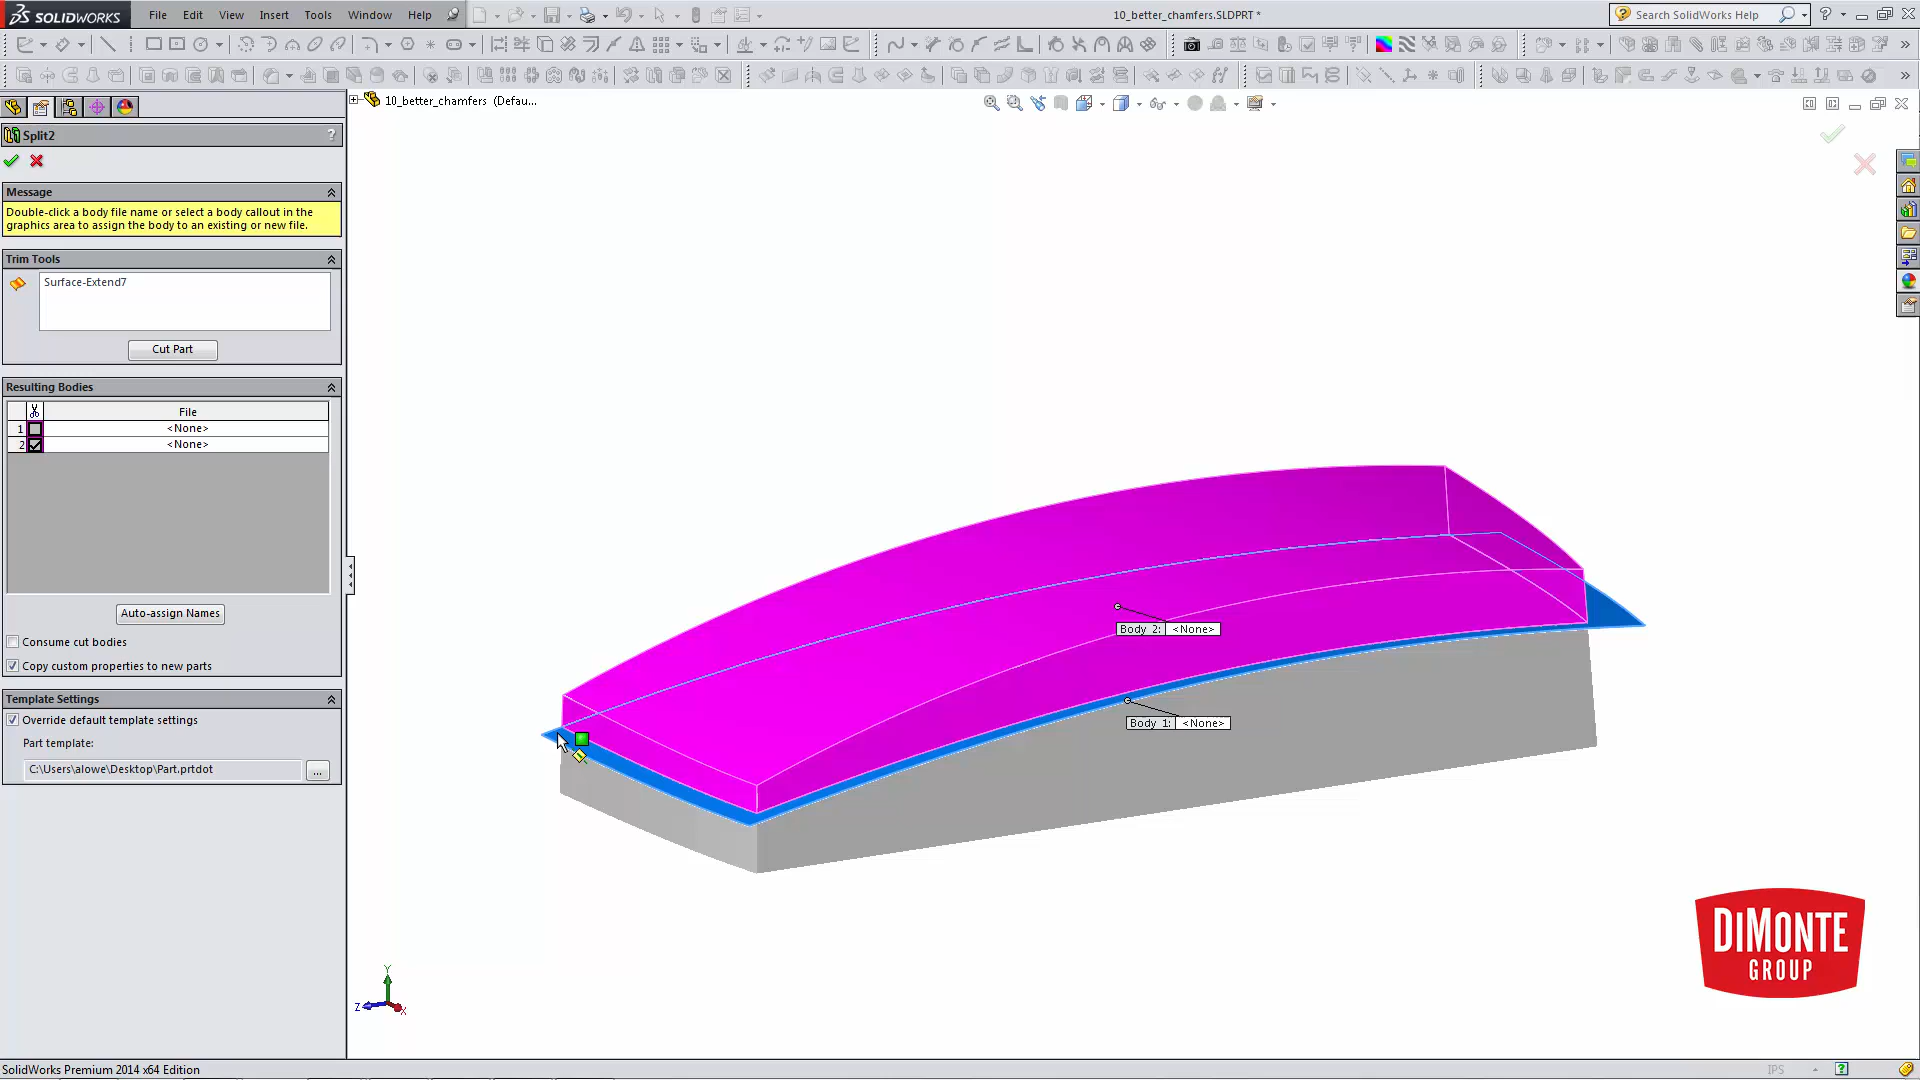 SOLIDWORKS File Edit View Insert Tools Window Help 10_better_chamfers.SLDPRT * Search SolidWorks Help
10_better_chamfers (Defau...
Split2 ?
Message
Double-click a body file name or select a body callout in the
graphics area to assign the body to an existing or new file.
Trim Tools
Surface-Extend7
Cut Part
Resulting Bodies
File
1 <None>
2 <None>
Auto-assign Names
Consume cut bodies
Copy custom properties to new parts
Template Settings
Override default template settings
Part template:
C:\Users\alowe\Desktop\Part.prtdot ...
Body 2: <None>
Body 1: <None>
Y
Z X
DIMONTE
GROUP
SolidWorks Premium 2014 x64 Edition IPS